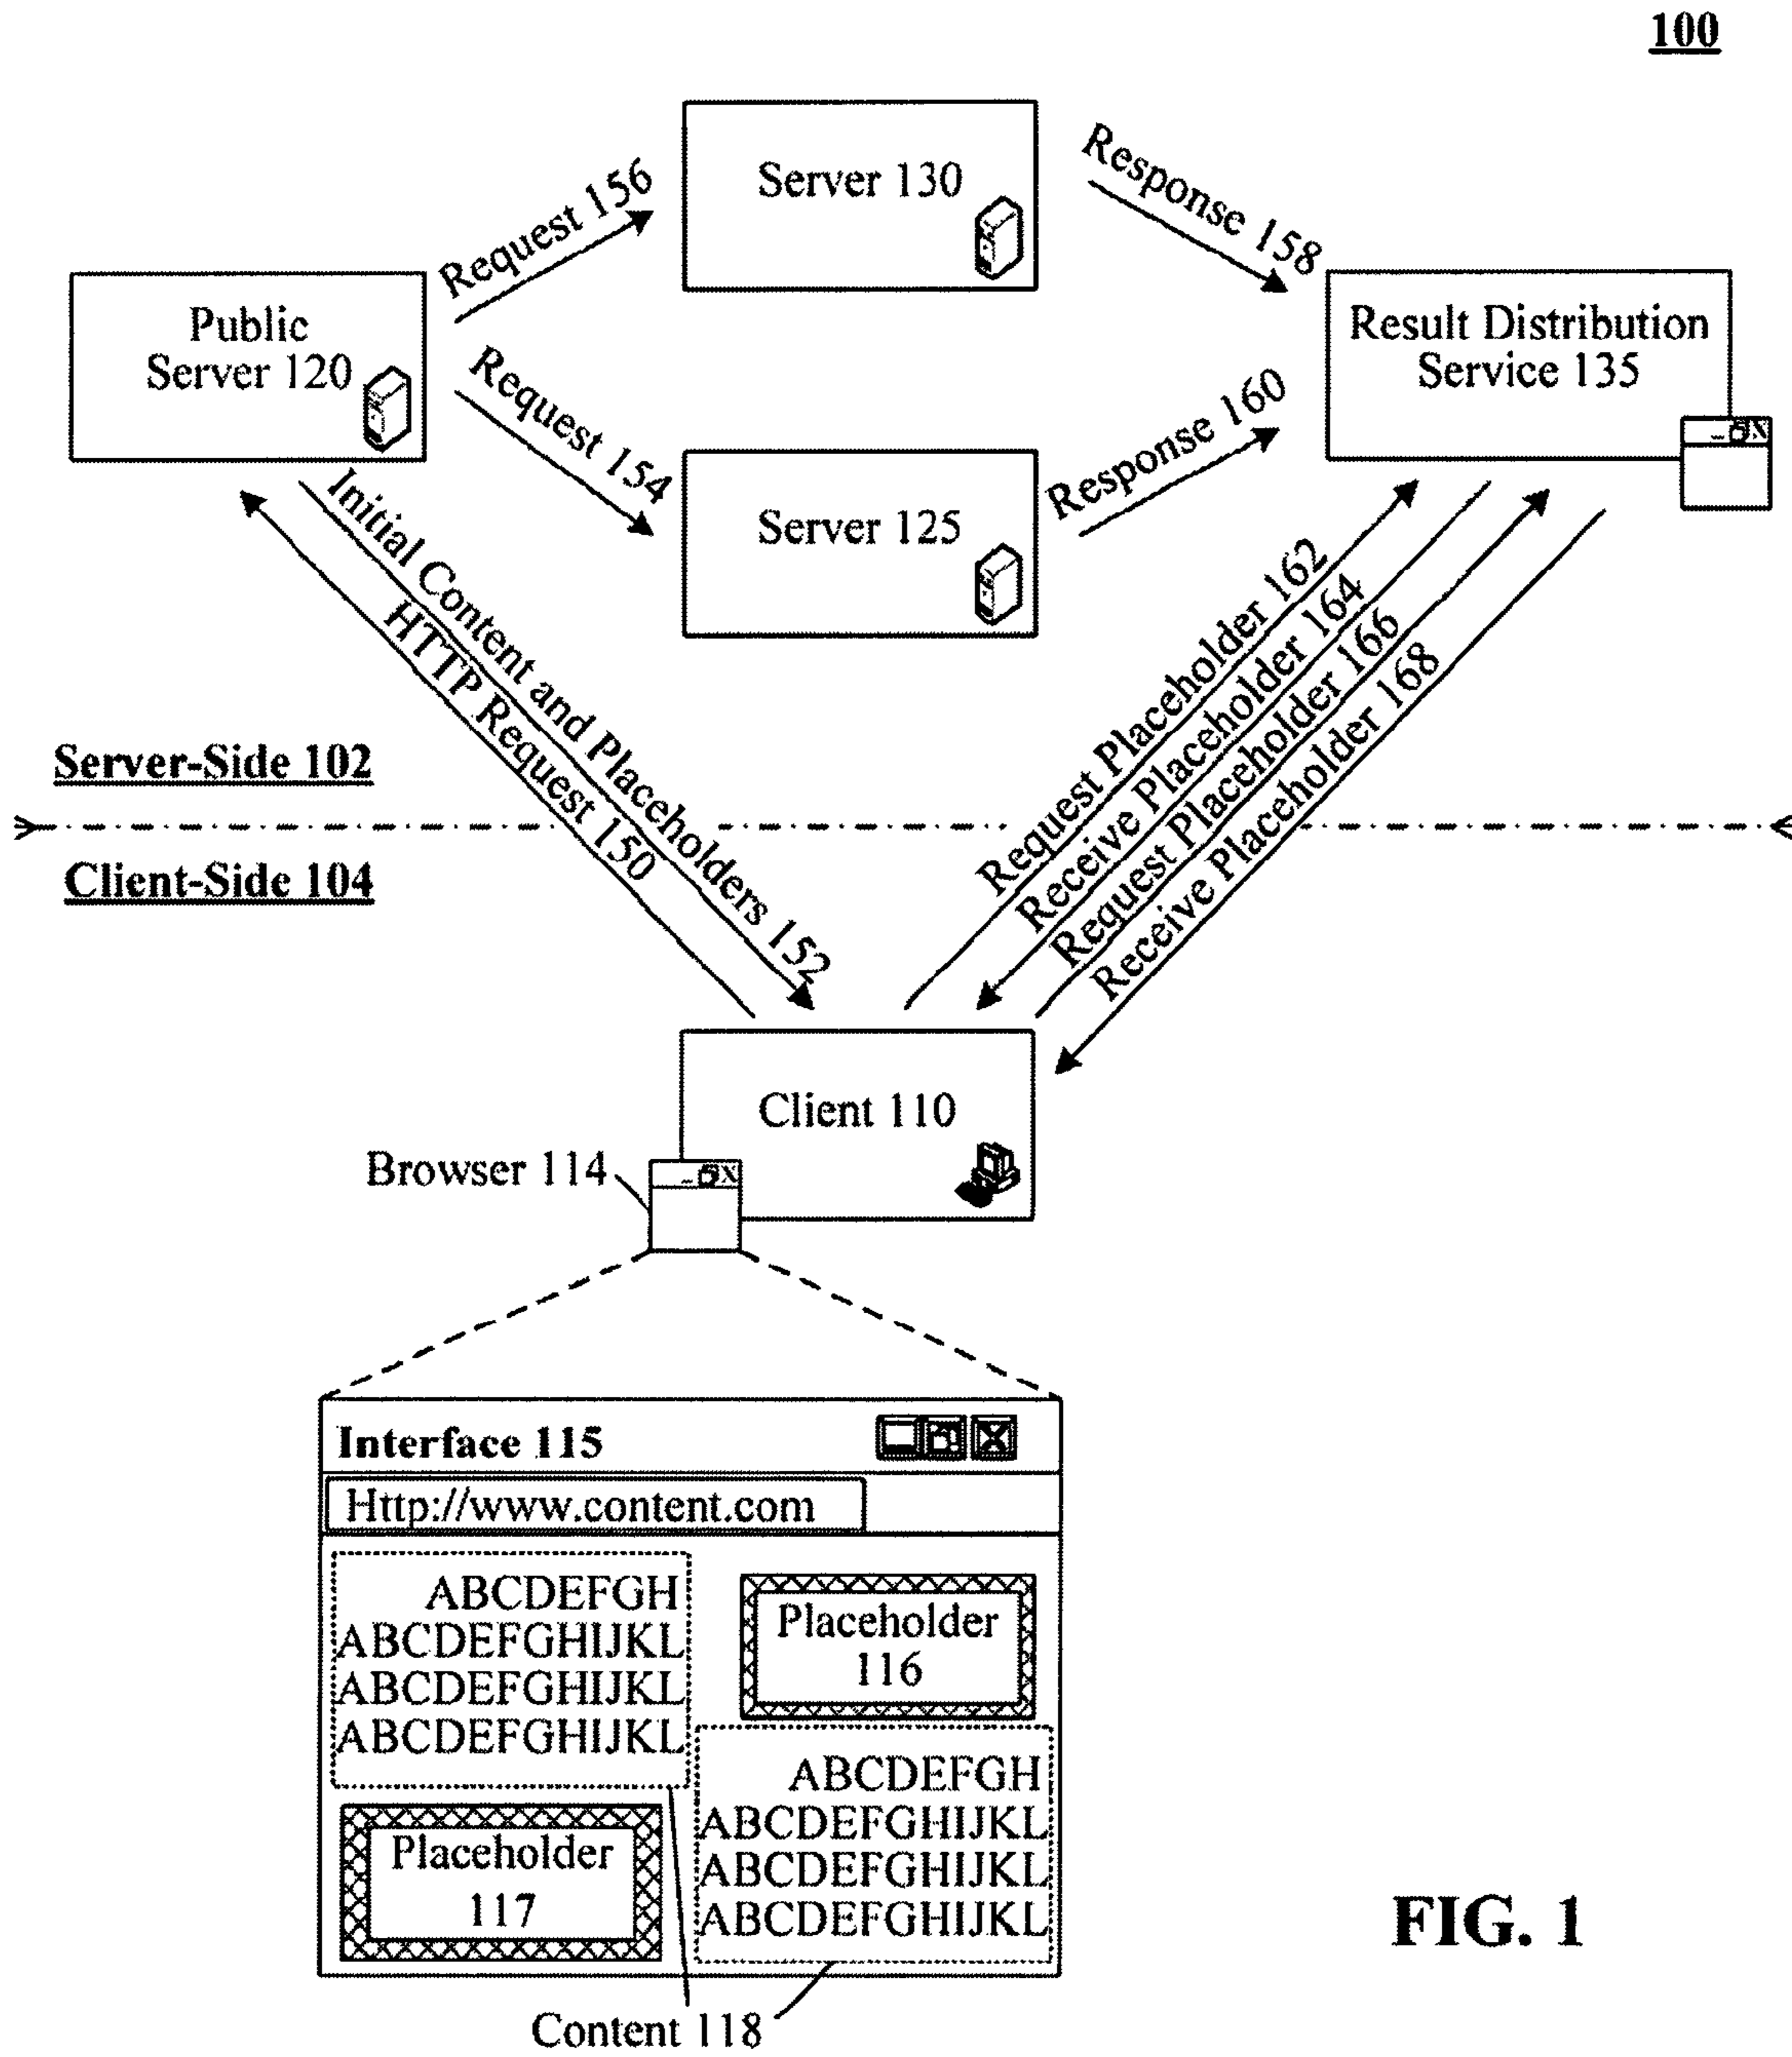 100
Server 130
Request 156
Response 158
Public
Server 120
Result Distribution
Service 135
Request 154
Response 160
Server 125
Initial Content and Placeholders 152
HTTP Request 150
Request Placeholder 162
Receive Placeholder 164
Request Placeholder 166
Receive Placeholder 168
Server-Side 102
Client-Side 104
Client 110
Browser 114
Interface 115
Http://www.content.com
ABCDEFGH
ABCDEFGHIJKL
ABCDEFGHIJKL
ABCDEFGHIJKL
Placeholder
116
Placeholder
117
ABCDEFGH
ABCDEFGHIJKL
ABCDEFGHIJKL
ABCDEFGHIJKL
Content 118
FIG. 1